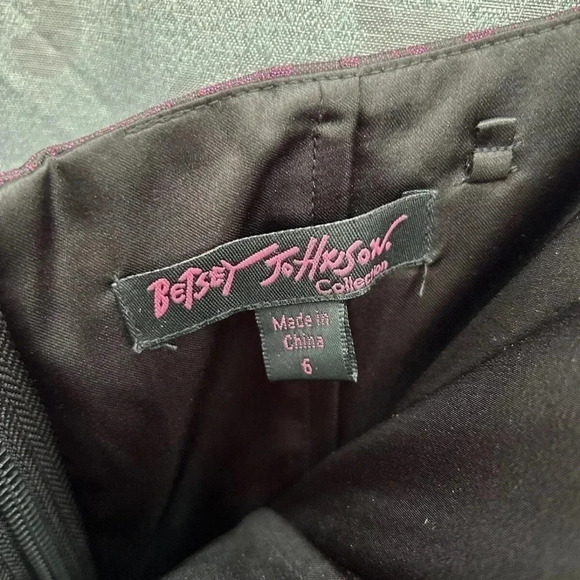 BETSEY JOHNSON.
Collection
Made in
China
6